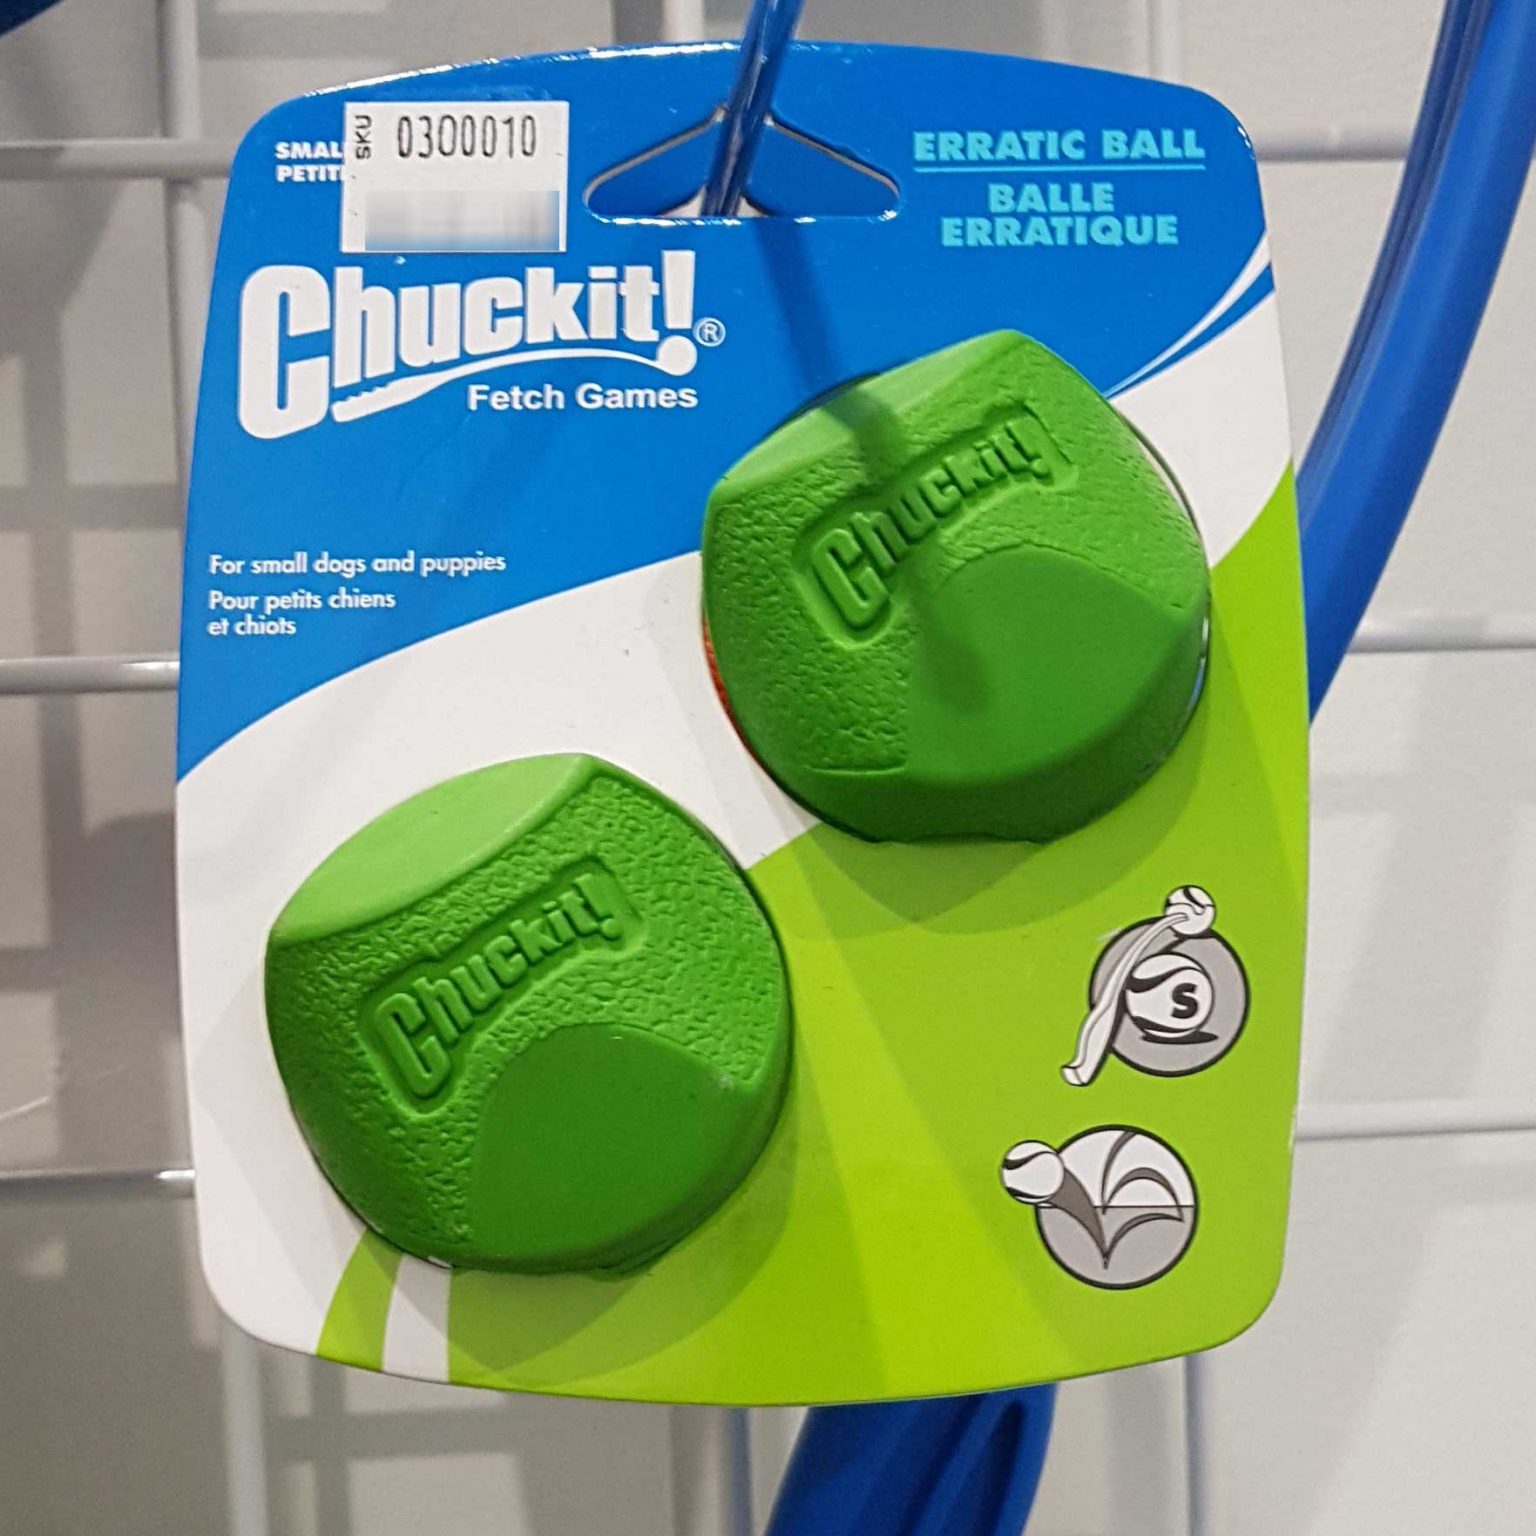 SMAL
PETIT
SKU
0300010
ERRATIC BALL
BALLE
ERRATIQUE
Chuckit!®
Fetch Games
For small dogs and puppies
Pour petits chiens
et chiots
Chuckit!
Chuckit!
S